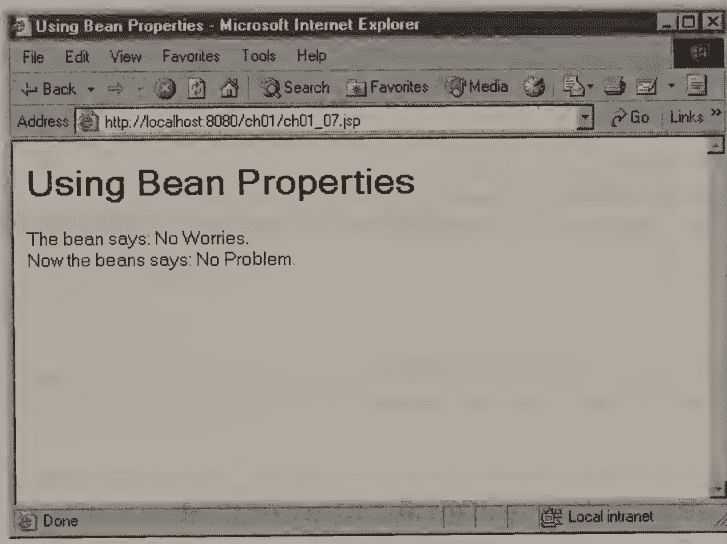 Using Bean Properties - Microsoft Internet Explorer
File Edit View Favorites Tools Help
Back Search Favorites Media
Address http://localhost:8080/ch01/ch01_07.jsp Go Links »
Using Bean Properties
The bean says: No Worries.
Now the beans says: No Problem.
Done Local intranet